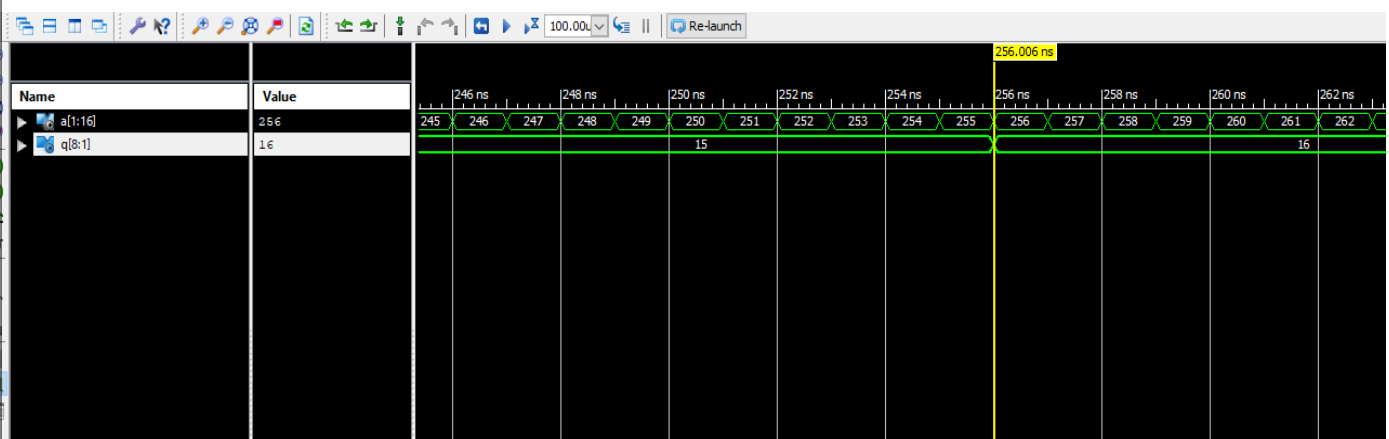 100.00u Re-launch
256.006 ns
Name Value
246 ns 248 ns 250 ns 252 ns 254 ns 256 ns 258 ns 260 ns 262 ns
a[1:16] 256 245 246 247 248 249 250 251 252 253 254 255 256 257 258 259 260 261 262
q[8:1] 16 15 16